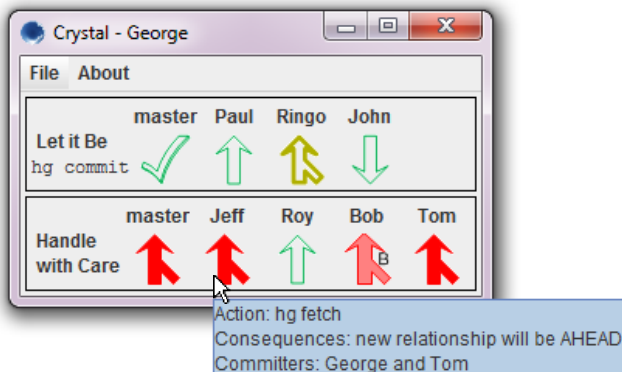 Crystal - George
File About
master Paul Ringo John
Let it Be
hg commit
master Jeff Roy Bob Tom
Handle
with Care
B
Action: hg fetch
Consequences: new relationship will be AHEAD
Committers: George and Tom